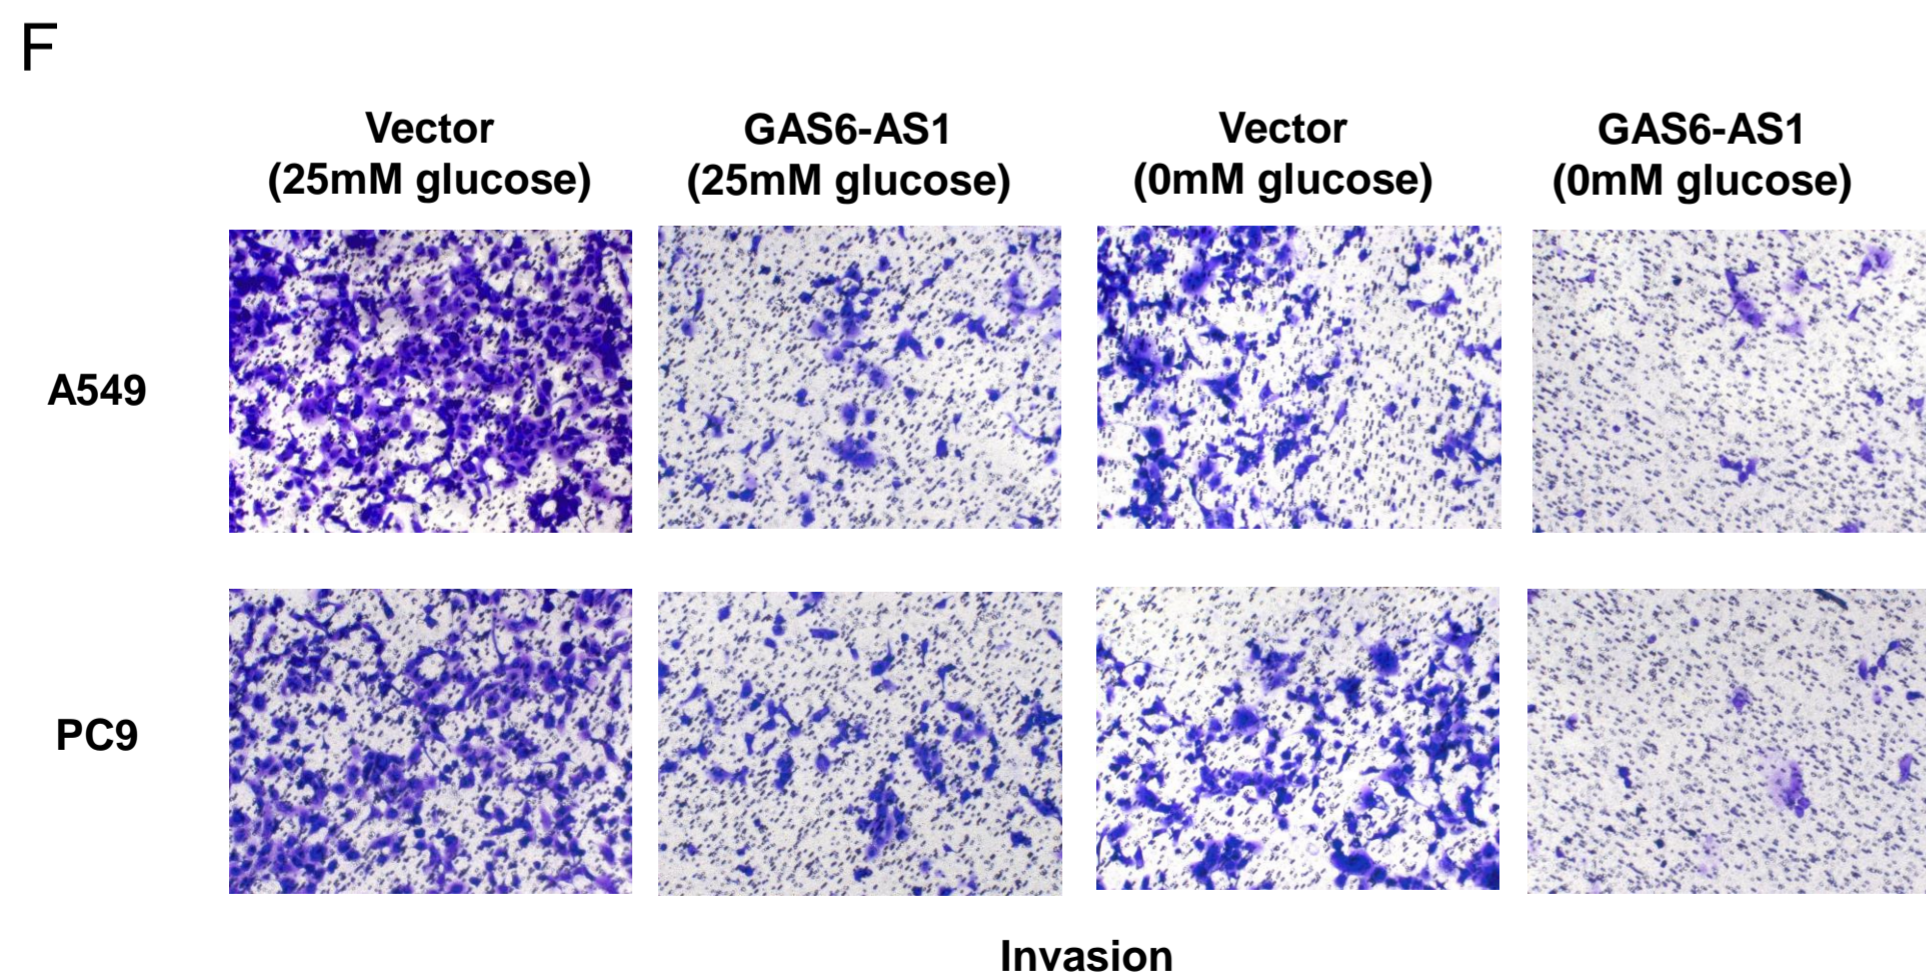 F
Vector
(25mM glucose)
GAS6-AS1
(25mM glucose)
Vector
(0mM glucose)
GAS6-AS1
(0mM glucose)
A549
PC9
Invasion